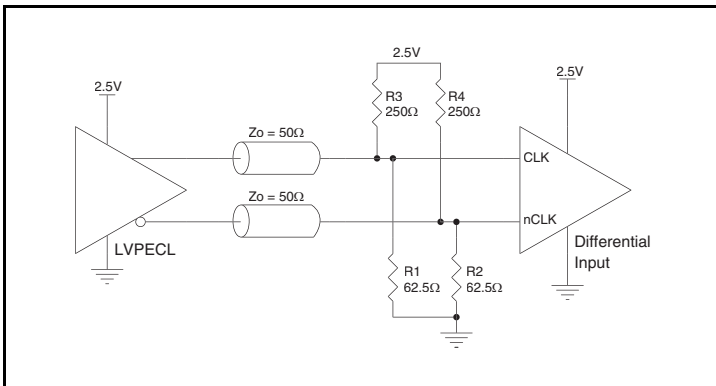 2.5V
2.5V
2.5V
R3
250Ω
R4
250Ω
Zo = 50Ω
CLK
Zo = 50Ω
nCLK
LVPECL
Differential
Input
R1
62.5Ω
R2
62.5Ω